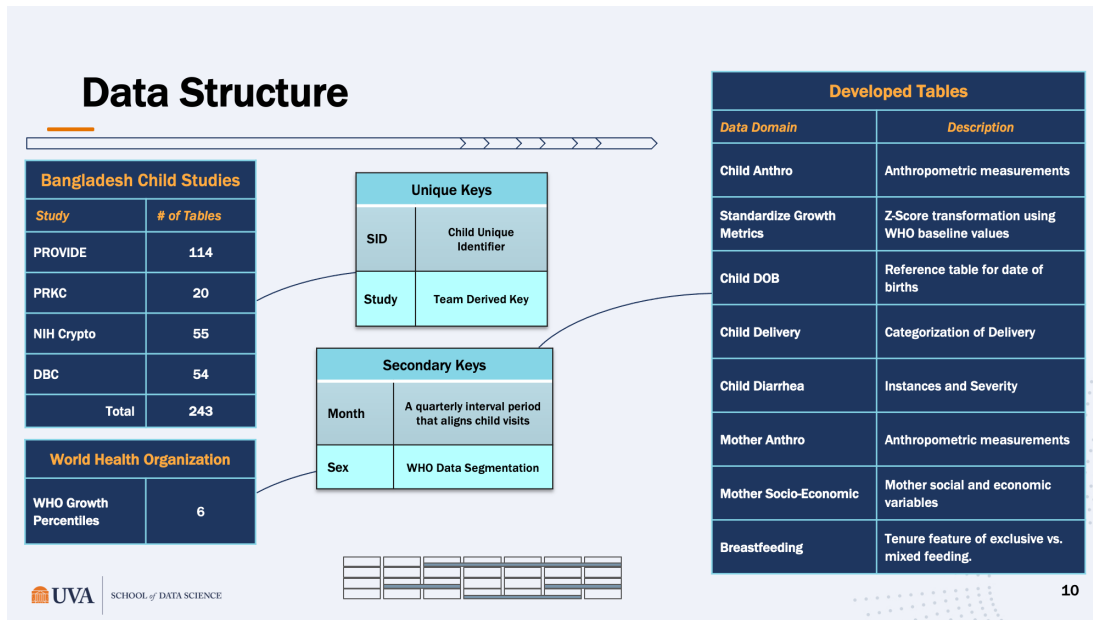 Data Structure
Bangladesh Child Studies
Study # of Tables
PROVIDE 114
PRKC 20
NIH Crypto 55
DBC 54
Total 243
World Health Organization
WHO Growth
Percentiles
6
Unique Keys
SID
Child Unique
Identifier
Study Team Derived Key
Secondary Keys
Month
A quarterly interval period
that aligns child visits
Sex WHO Data Segmentation
Developed Tables
Data Domain Description
Child Anthro Anthropometric measurements
Standardize Growth
Metrics
Z-Score transformation using
WHO baseline values
Child DOB
Reference table for date of
births
Child Delivery Categorization of Delivery
Child Diarrhea Instances and Severity
Mother Anthro Anthropometric measurements
Mother Socio-Economic
Mother social and economic
variables
Breastfeeding
Tenure feature of exclusive vs.
mixed feeding.
UVA SCHOOL of DATA SCIENCE
10